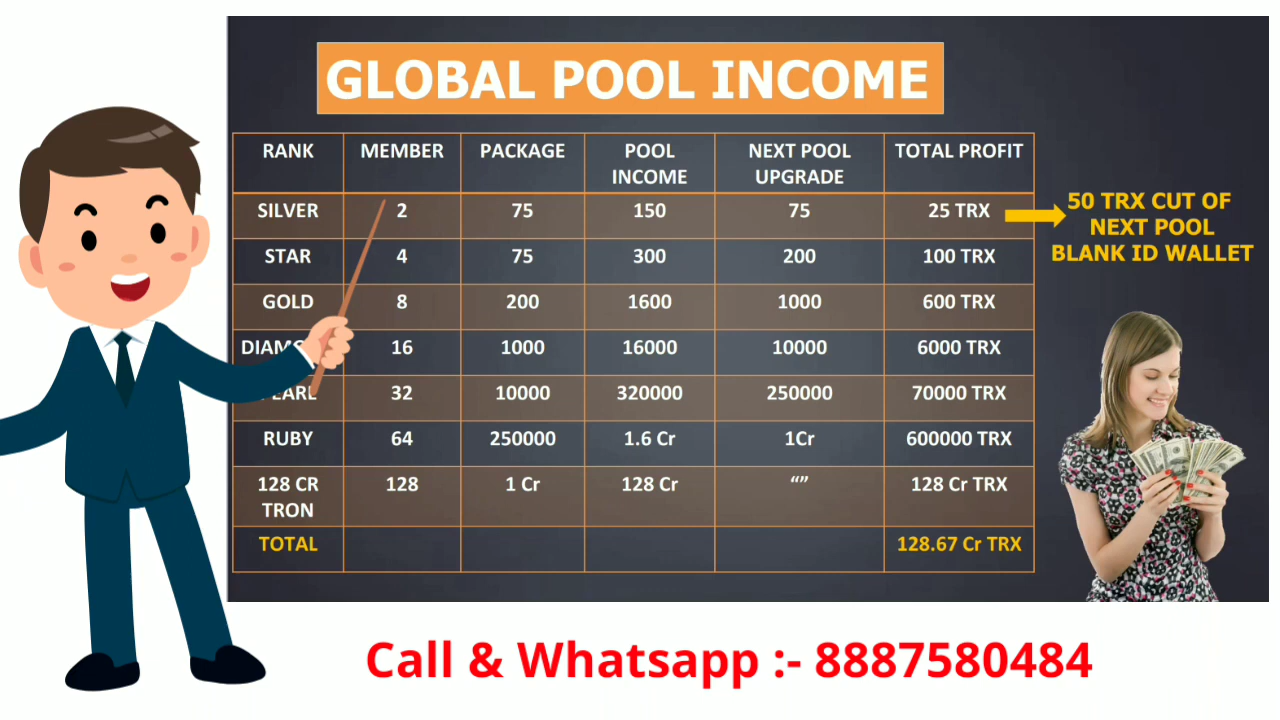 GLOBAL POOL INCOME
RANK MEMBER PACKAGE POOL INCOME NEXT POOL UPGRADE TOTAL PROFIT
SILVER 2 75 150 75 25 TRX
STAR 4 75 300 200 100 TRX
GOLD 8 200 1600 1000 600 TRX
16 1000 16000 10000 6000 TRX
32 10000 320000 250000 70000 TRX
RUBY 64 250000 1.6 Cr 1Cr 600000 TRX
128 CR TRON 128 1 Cr 128 Cr “” 128 Cr TRX
TOTAL 128.67 Cr TRX
50 TRX CUT OF
NEXT POOL
BLANK ID WALLET
Call & Whatsapp :- 8887580484